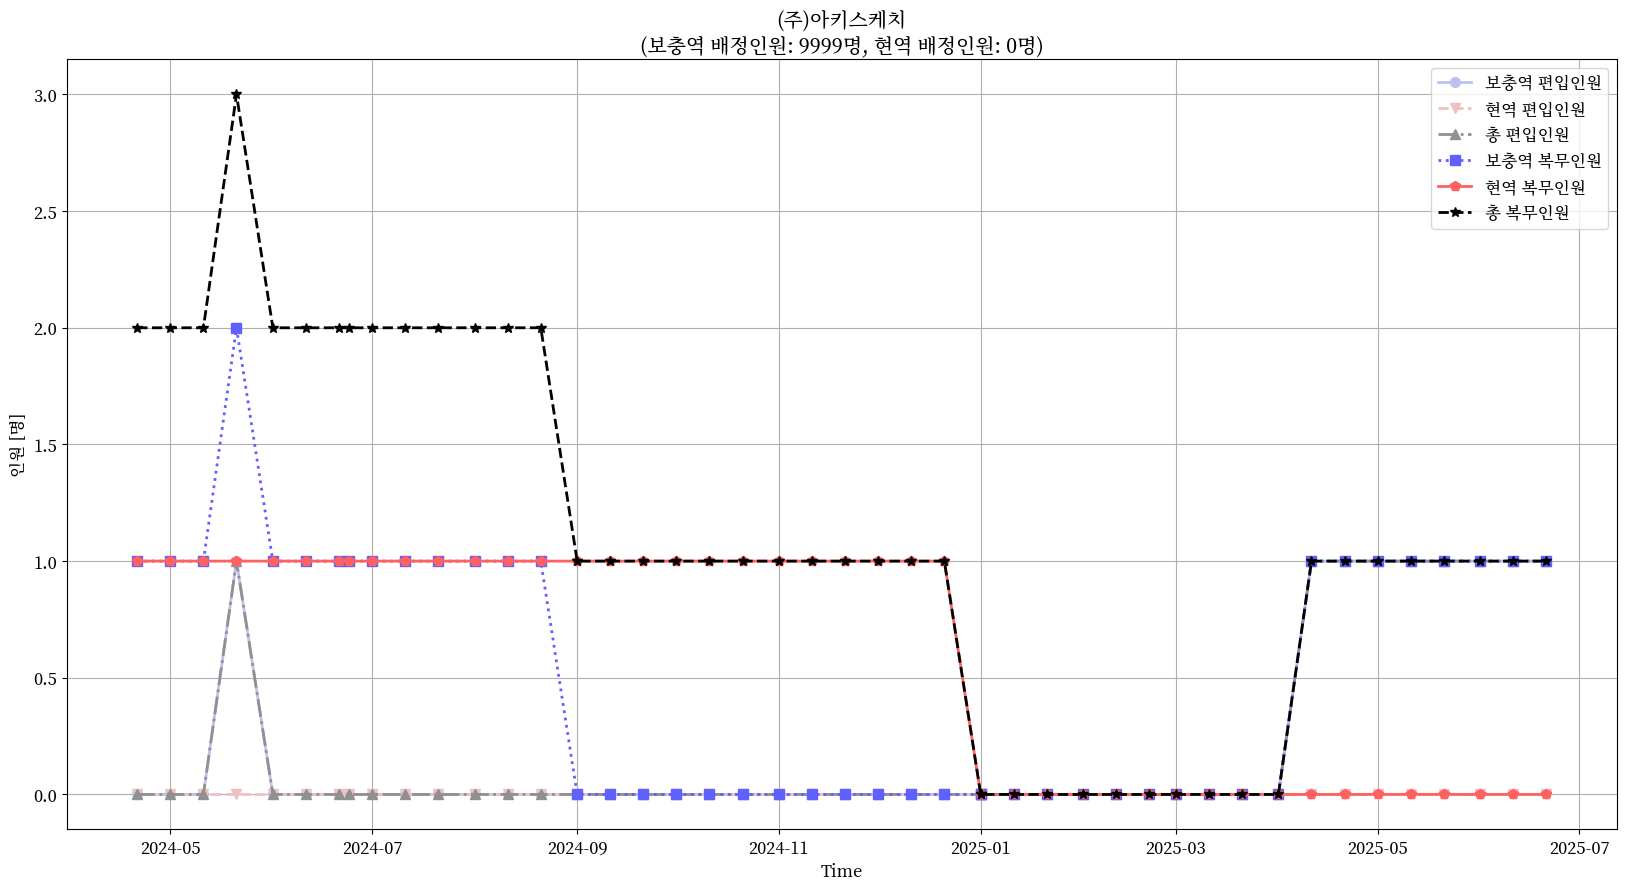 (주)아키스케치
(보충역 배정인원: 9999명, 현역 배정인원: 0명)
보충역 편입인원
현역 편입인원
총 편입인원
보충역 복무인원
현역 복무인원
총 복무인원
인원 [명]
3.0
2.5
2.0
1.5
1.0
0.5
0.0
2024-05
2024-07
2024-09
2024-11
2025-01
2025-03
2025-05
2025-07
Time